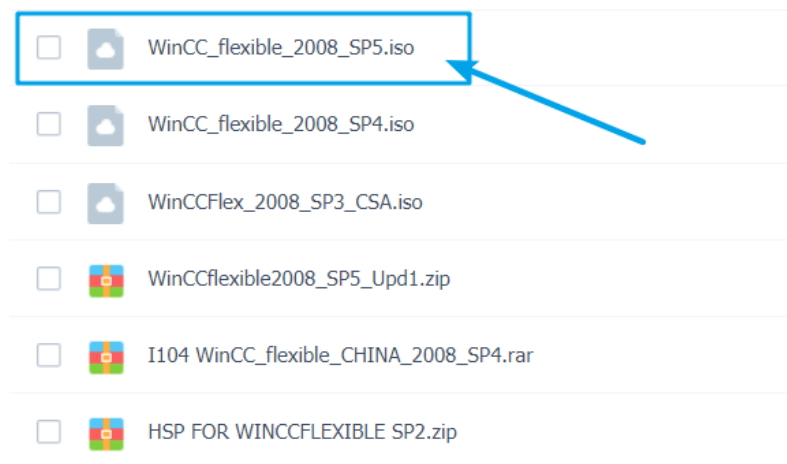 WinCC_flexible_2008_SP5.iso
WinCC_flexible_2008_SP4.iso
WinCCFlex_2008_SP3_CSA.iso
WinCCflexible2008_SP5_Upd1.zip
I104 WinCC_flexible_CHINA_2008_SP4.rar
HSP FOR WINCCFLEXIBLE SP2.zip